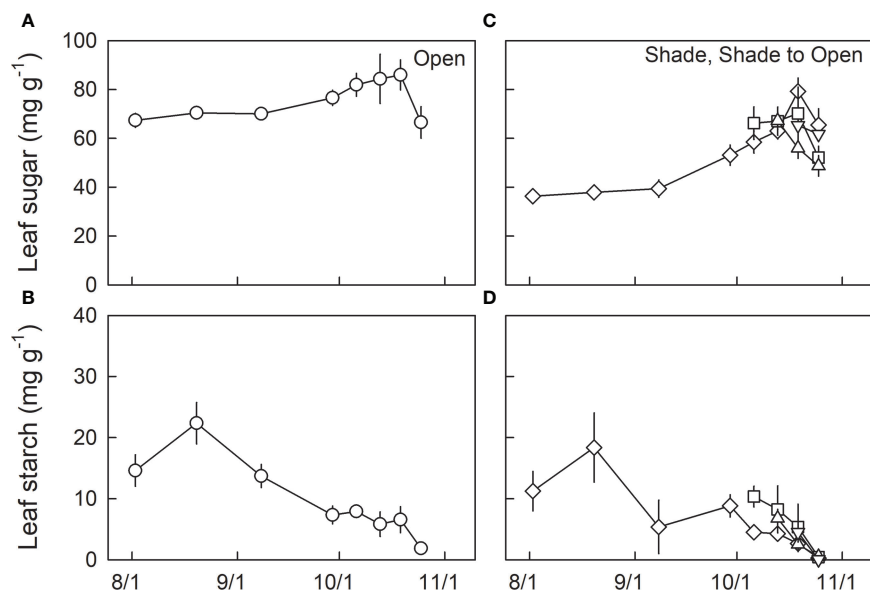 A
C
Open
Shade, Shade to Open
Leaf sugar (mg g⁻¹)
100
80
60
40
20
0
B
D
Leaf starch (mg g⁻¹)
40
30
20
10
0
8/1 9/1 10/1 11/1
8/1 9/1 10/1 11/1